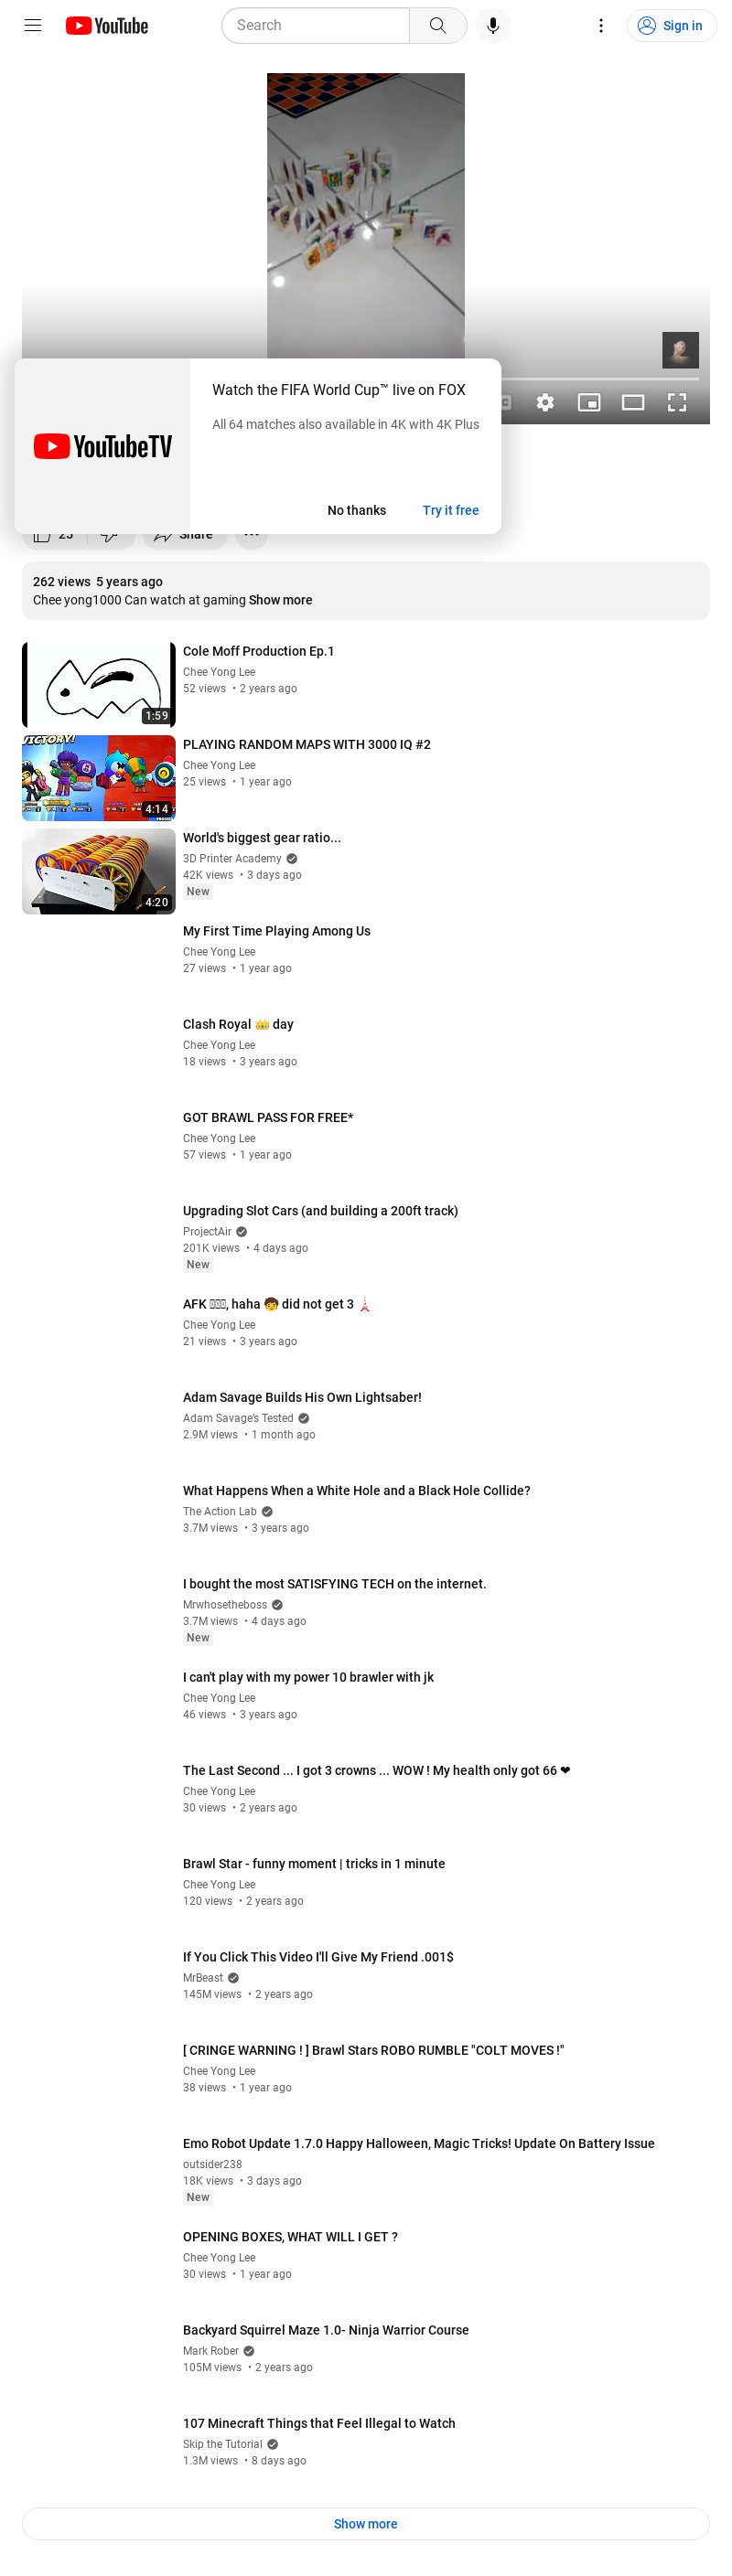 YouTube
Search
Sign in
Watch the FIFA World Cup™ live on FOX
All 64 matches also available in 4K with 4K Plus
YouTubeTV
No thanks
Try it free
25
Share
262 views 5 years ago
Chee yong1000 Can watch at gaming Show more
Cole Moff Production Ep.1
Chee Yong Lee
52 views • 2 years ago
1:59
VICTORY!
PLAYING RANDOM MAPS WITH 3000 IQ #2
Chee Yong Lee
25 views • 1 year ago
4:14
World's biggest gear ratio...
3D Printer Academy
42K views • 3 days ago
New
4:20
My First Time Playing Among Us
Chee Yong Lee
27 views • 1 year ago
Clash Royal 👑 day
Chee Yong Lee
18 views • 3 years ago
GOT BRAWL PASS FOR FREE*
Chee Yong Lee
57 views • 1 year ago
Upgrading Slot Cars (and building a 200ft track)
ProjectAir
201K views • 4 days ago
New
AFK , haha 🧒 did not get 3 🗼
Chee Yong Lee
21 views • 3 years ago
Adam Savage Builds His Own Lightsaber!
Adam Savage's Tested
2.9M views • 1 month ago
What Happens When a White Hole and a Black Hole Collide?
The Action Lab
3.7M views • 3 years ago
I bought the most SATISFYING TECH on the internet.
Mrwhosetheboss
3.7M views • 4 days ago
New
I can't play with my power 10 brawler with jk
Chee Yong Lee
46 views • 3 years ago
The Last Second ... I got 3 crowns ... WOW ! My health only got 66 ❤
Chee Yong Lee
30 views • 2 years ago
Brawl Star - funny moment | tricks in 1 minute
Chee Yong Lee
120 views • 2 years ago
If You Click This Video I'll Give My Friend .001$
MrBeast
145M views • 2 years ago
[ CRINGE WARNING ! ] Brawl Stars ROBO RUMBLE "COLT MOVES !"
Chee Yong Lee
38 views • 1 year ago
Emo Robot Update 1.7.0 Happy Halloween, Magic Tricks! Update On Battery Issue
outsider238
18K views • 3 days ago
New
OPENING BOXES, WHAT WILL I GET ?
Chee Yong Lee
30 views • 1 year ago
Backyard Squirrel Maze 1.0- Ninja Warrior Course
Mark Rober
105M views • 2 years ago
107 Minecraft Things that Feel Illegal to Watch
Skip the Tutorial
1.3M views • 8 days ago
Show more